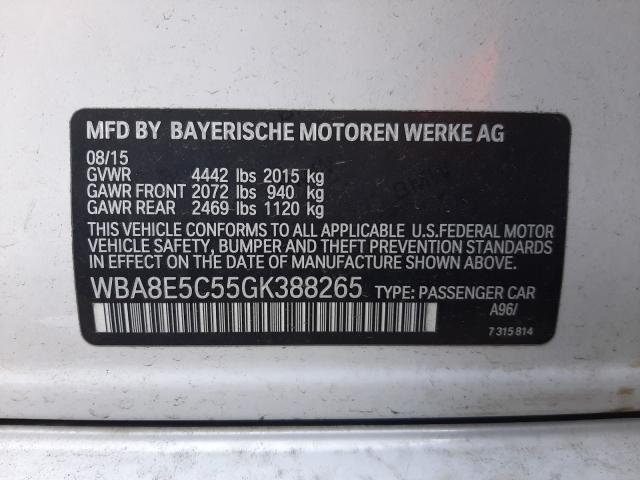 MFD BY BAYERISCHE MOTOREN WERKE AG
08/15
GVWR 4442 lbs 2015 kg
GAWR FRONT 2072 lbs 940 kg
GAWR REAR 2469 lbs 1120 kg
THIS VEHICLE CONFORMS TO ALL APPLICABLE U.S.FEDERAL MOTOR
VEHICLE SAFETY, BUMPER AND THEFT PREVENTION STANDARDS
IN EFFECT ON THE DATE OF MANUFACTURE SHOWN ABOVE.
WBA8E5C55GK388265 TYPE: PASSENGER CAR
A96/
7 315 814